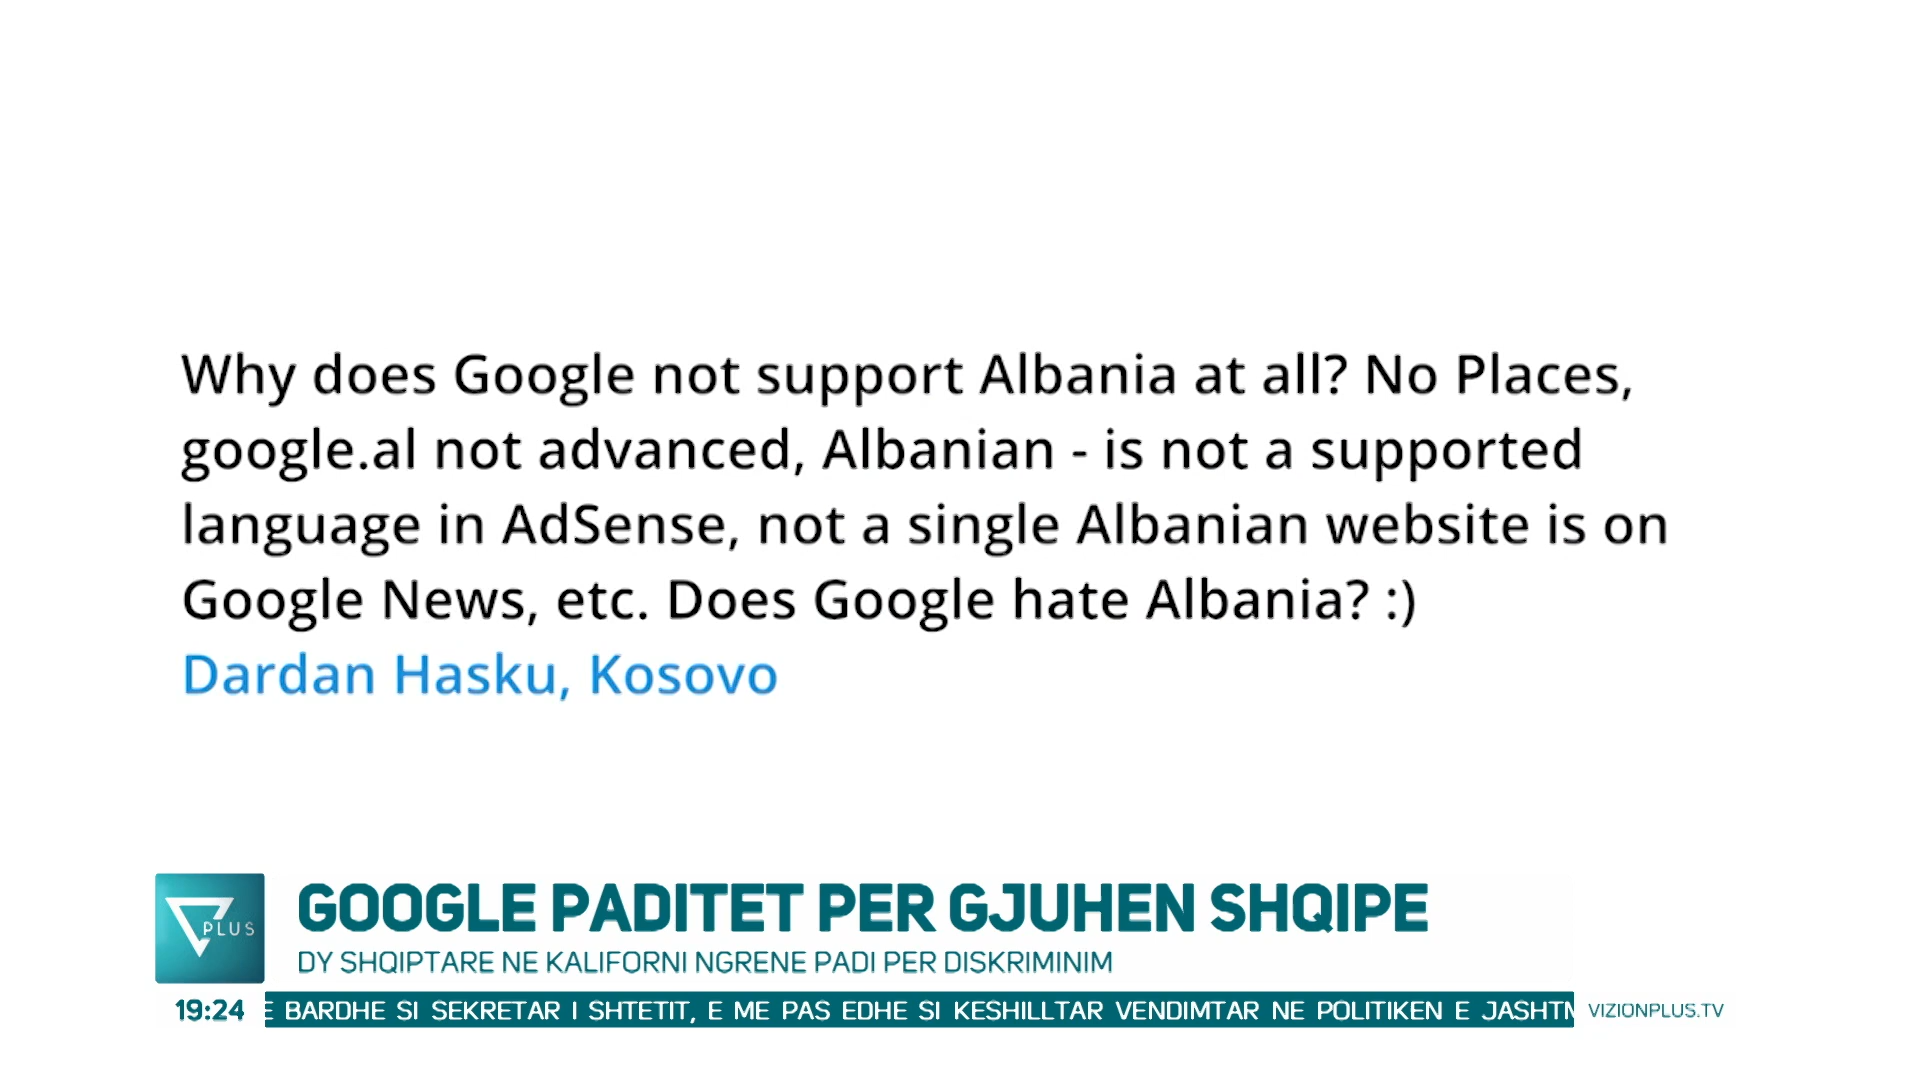 Why does Google not support Albania at all? No Places,
google.al not advanced, Albanian - is not a supported
language in AdSense, not a single Albanian website is on
Google News, etc. Does Google hate Albania? :)
Dardan Hasku, Kosovo
PLUS
GOOGLE PADITET PER GJUHEN SHQIPE
DY SHQIPTARE NE KALIFORNI NGRENE PADI PER DISKRIMINIM
19:24
E BARDHE SI SEKRETAR I SHTETIT, E ME PAS EDHE SI KESHILLTAR VENDIMTAR NE POLITIKEN E
VIZIONPLUS.TV